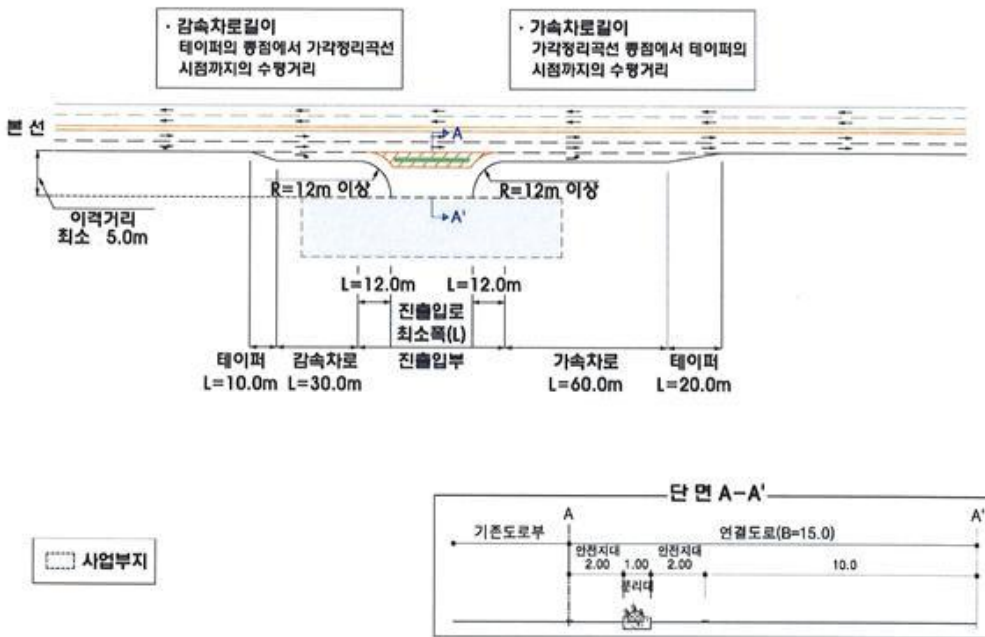 · 감속차로길이
테이퍼의 종점에서 가각정리곡선
시점까지의 수평거리
· 가속차로길이
가각정리곡선 종점에서 테이퍼의
시점까지의 수평거리
본 선
A
R=12m 이상
R=12m 이상
A'
이격거리
최소 5.0m
L=12.0m
L=12.0m
진출입로
최소폭(L)
테이퍼
감속차로
진출입부
가속차로
테이퍼
L=10.0m
L=30.0m
L=60.0m
L=20.0m
단 면 A-A'
A
A'
기존도로부
연결도로(B=15.0)
안전지대
안전지대
2.00
1.00
2.00
10.0
분리대
사업부지